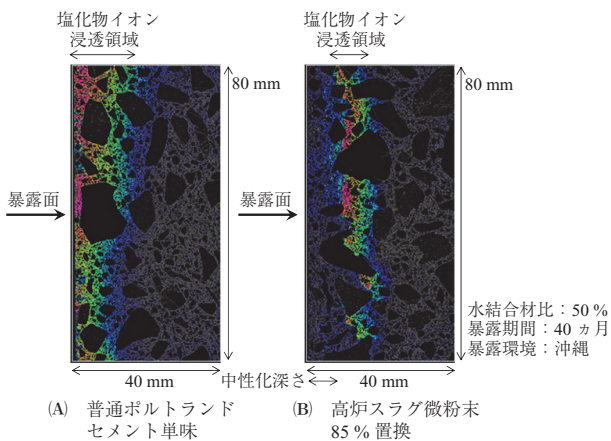 塩化物イオン
浸透領域
塩化物イオン
浸透領域
80 mm
80 mm
暴露面
暴露面
水結合材比：50 %
暴露期間：40 ヵ月
暴露環境：沖縄
40 mm
中性化深さ
40 mm
(A) 普通ポルトランド
セメント単味
(B) 高炉スラグ微粉末
85 % 置換